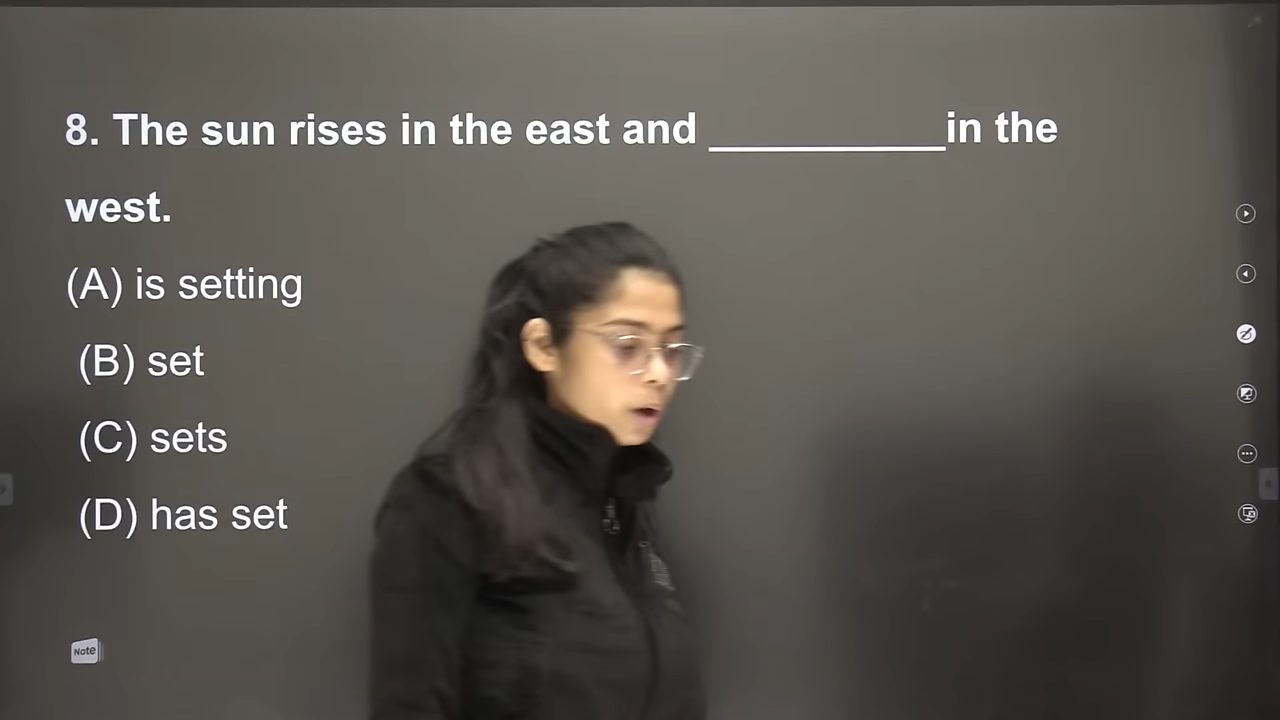 8. The sun rises in the east and __________in the
west.
(A) is setting
(B) set
(C) sets
(D) has set
Note